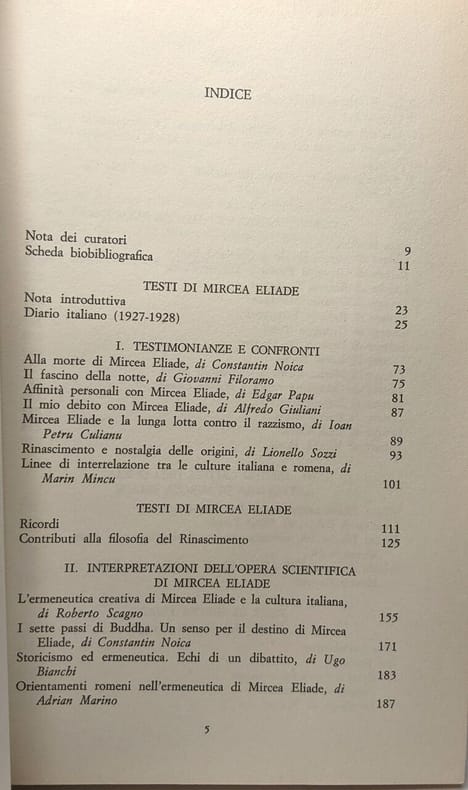 INDICE
Nota dei curatori 9
Scheda biobibliografica 11
TESTI DI MIRCEA ELIADE
Nota introduttiva 23
Diario italiano (1927-1928) 25
I. TESTIMONIANZE E CONFRONTI
Alla morte di Mircea Eliade, di Constantin Noica 73
Il fascino della notte, di Giovanni Filoramo 75
Affinità personali con Mircea Eliade, di Edgar Papu 81
Il mio debito con Mircea Eliade, di Alfredo Giuliani 87
Mircea Eliade e la lunga lotta contro il razzismo, di Ioan
Petru Culianu 89
Rinascimento e nostalgia delle origini, di Lionello Sozzi 93
Linee di interrelazione tra le culture italiana e romena, di
Marin Mincu 101
TESTI DI MIRCEA ELIADE
Ricordi 111
Contributi alla filosofia del Rinascimento 125
II. INTERPRETAZIONI DELL'OPERA SCIENTIFICA
DI MIRCEA ELIADE
L'ermeneutica creativa di Mircea Eliade e la cultura italiana,
di Roberto Scagno 155
I sette passi di Buddha. Un senso per il destino di Mircea
Eliade, di Constantin Noica 171
Storicismo ed ermeneutica. Echi di un dibattito, di Ugo
Bianchi 183
Orientamenti romeni nell'ermeneutica di Mircea Eliade, di
Adrian Marino 187
5